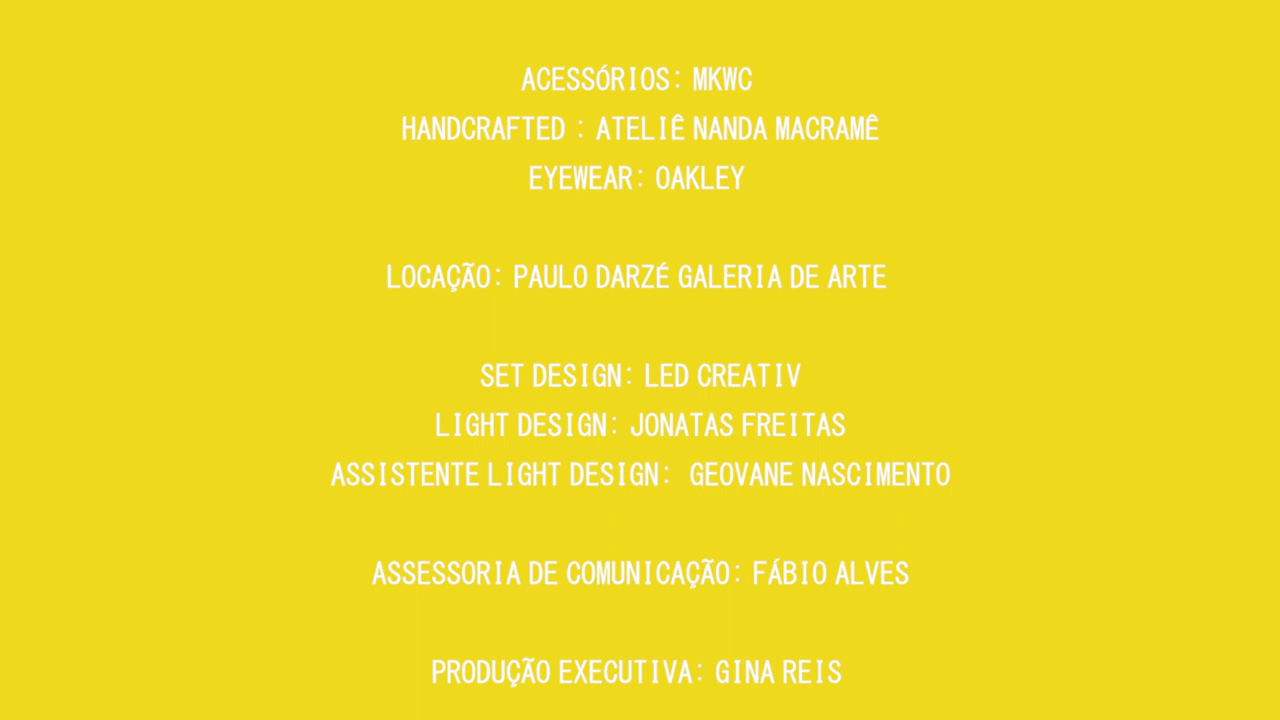 ACESSÓRIOS: MKWC
HANDCRAFTED : ATELIÊ NANDA MACRAMÊ
EYEWEAR: OAKLEY
LOCAÇÃO: PAULO DARZÉ GALERIA DE ARTE
SET DESIGN: LED CREATIV
LIGHT DESIGN: JONATAS FREITAS
ASSISTENTE LIGHT DESIGN: GEOVANE NASCIMENTO
ASSESSORIA DE COMUNICAÇÃO: FÁBIO ALVES
PRODUÇÃO EXECUTIVA: GINA REIS